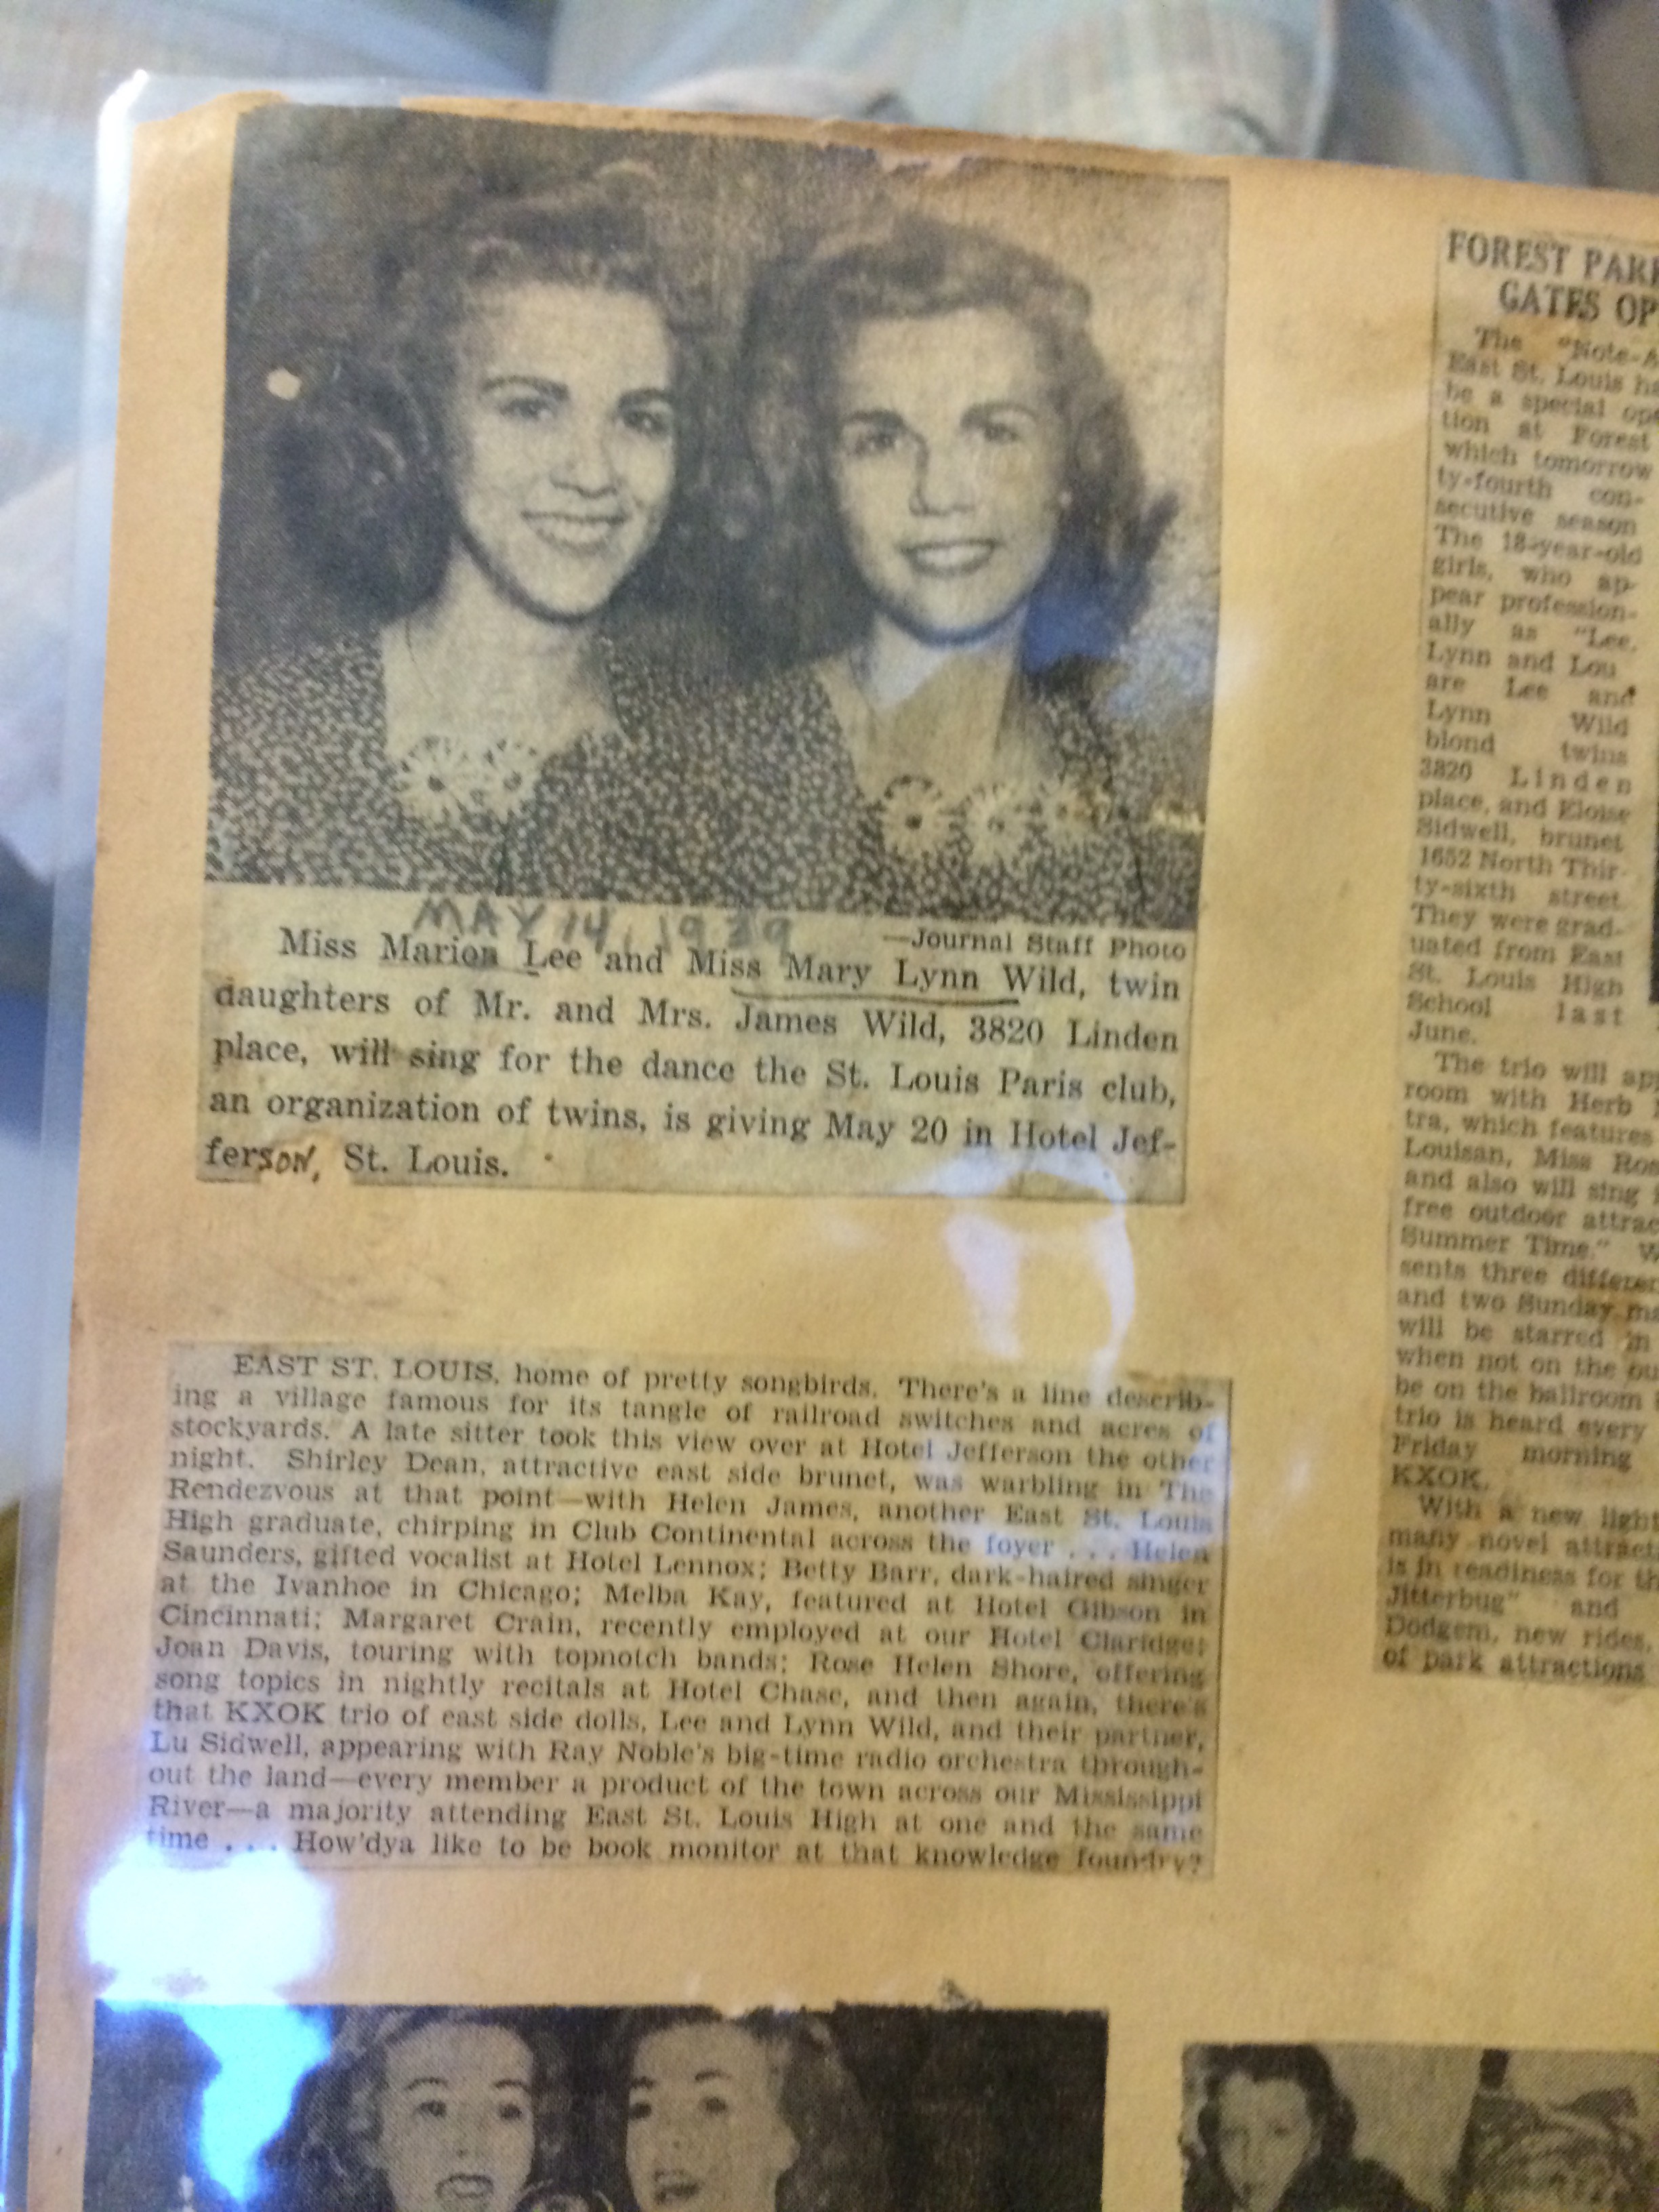 MAY 14, 1939
—Journal Staff Photo
Miss Marion Lee and Miss Mary Lynn Wild, twin
daughters of Mr. and Mrs. James Wild, 3820 Linden
place, will sing for the dance the St. Louis Paris club,
an organization of twins, is giving May 20 in Hotel Jef-
ferson, St. Louis.
EAST ST. LOUIS, home of pretty songbirds. There's a line describ-
ing a village famous for its tangle of railroad switches and acres of
stockyards. A late sitter took this view over at Hotel Jefferson the other
night. Shirley Dean, attractive east side brunet, was warbling in The
Rendezvous at that point—with Helen James, another East St. Louis
High graduate, chirping in Club Continental across the foyer . . . Helen
Saunders, gifted vocalist at Hotel Lennox; Betty Barr, dark-haired singer
at the Ivanhoe in Chicago; Melba Kay, featured at Hotel Gibson in
Cincinnati; Margaret Crain, recently employed at our Hotel Claridge;
Joan Davis, touring with topnotch bands; Rose Helen Shore, offering
song topics in nightly recitals at Hotel Chase, and then again, there's
that KXOK trio of east side dolls, Lee and Lynn Wild, and their partner,
Lu Sidwell, appearing with Ray Noble's big-time radio orchestra through-
out the land—every member a product of the town across our Mississippi
River—a majority attending East St. Louis High at one and the same
time . . . How'dya like to be book monitor at that knowledge foundry?
FOREST PARK
GATES OP
The "Note-A
East St. Louis ha
be a special ope
tion at Forest
which tomorrow
ty-fourth con-
secutive season
The 18-year-old
girls, who ap-
pear profession-
ally as "Lee,
Lynn and Lou
are Lee and
Lynn Wild
blond twins
3820 Linden
place, and Eloise
Sidwell, brunet
1652 North Thir-
ty-sixth street
They were grad-
uated from East
St. Louis High
School last
June.
The trio will app
room with Herb
tra, which features
Louisan, Miss Ros
and also will sing
free outdoor attrac
Summer Time." W
sents three differen
and two Sunday ma
will be starred in
when not on the ou
be on the ballroom
trio is heard every
Friday morning
KXOK.
With a new light
many novel attract
is in readiness for th
Jitterbug" and
Dodgem, new rides,
of park attractions